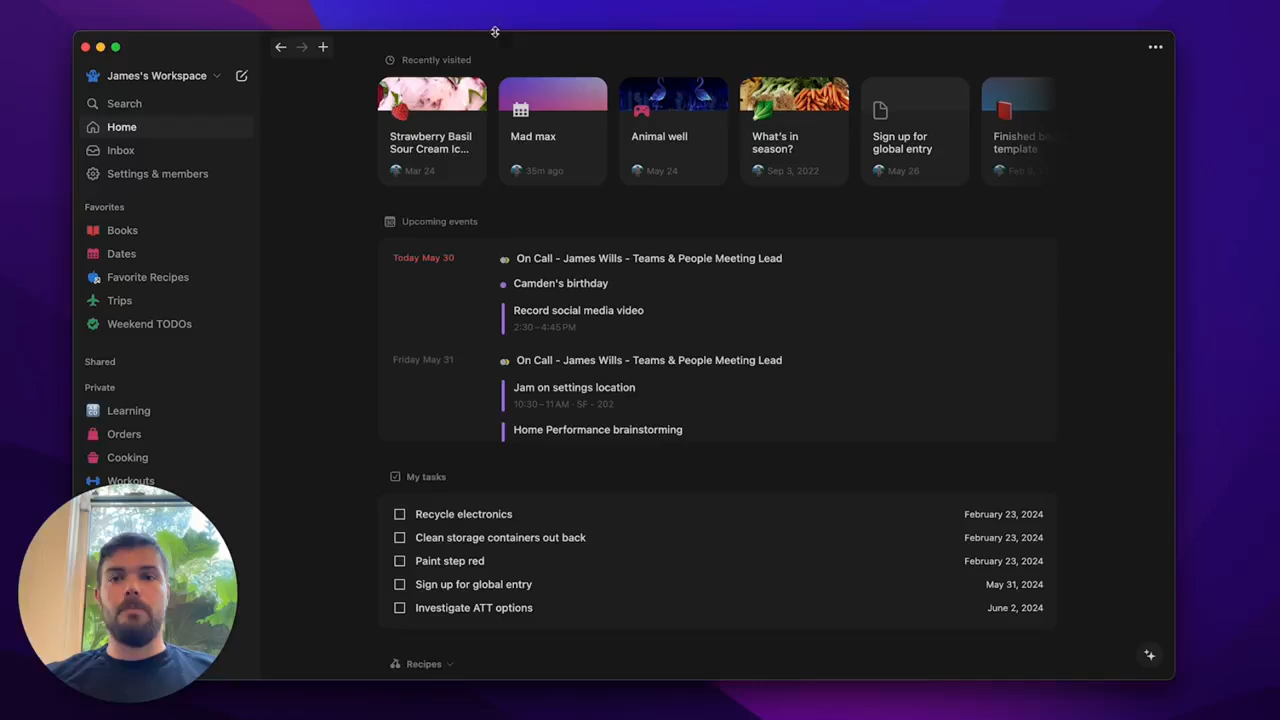 James's Workspace
Search
Home
Inbox
Settings & members
Favorites
Books
Dates
Favorite Recipes
Trips
Weekend TODOs
Shared
Private
Learning
Orders
Cooking
Workouts
Recently visited
Strawberry Basil
Sour Cream Ic...
Mar 24
Mad max
35m ago
Animal well
May 24
What's in
season?
Sep 3, 2022
Sign up for
global entry
May 26
Finished
template
Upcoming events
Today May 30
On Call - James Wills - Teams & People Meeting Lead
Camden's birthday
Record social media video
2:30 – 4:45 PM
Friday May 31
On Call - James Wills - Teams & People Meeting Lead
Jam on settings location
10:30 – 11 AM · SF - 202
Home Performance brainstorming
My tasks
Recycle electronics February 23, 2024
Clean storage containers out back February 23, 2024
Paint step red February 23, 2024
Sign up for global entry May 31, 2024
Investigate ATT options June 2, 2024
Recipes